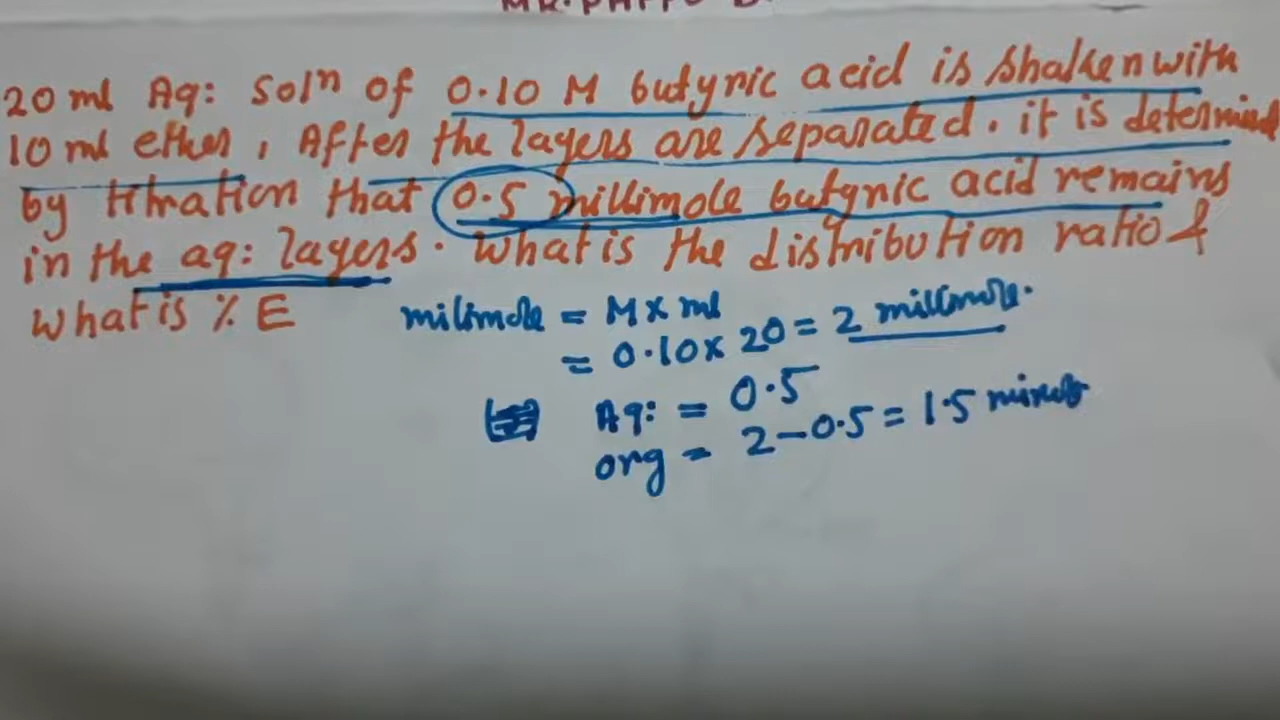 20 ml Aq: solⁿ of 0.10 M butyric acid is shaken with
10 ml ether, After the layers are separated. it is determined
by titration that 0.5 millimole butyric acid remains
in the aq: layers. what is the distribution ratio &
what is % E
milimole = M x ml
= 0.10 x 20 = 2 millimole.
Aq: = 0.5
org = 2-0.5 = 1.5